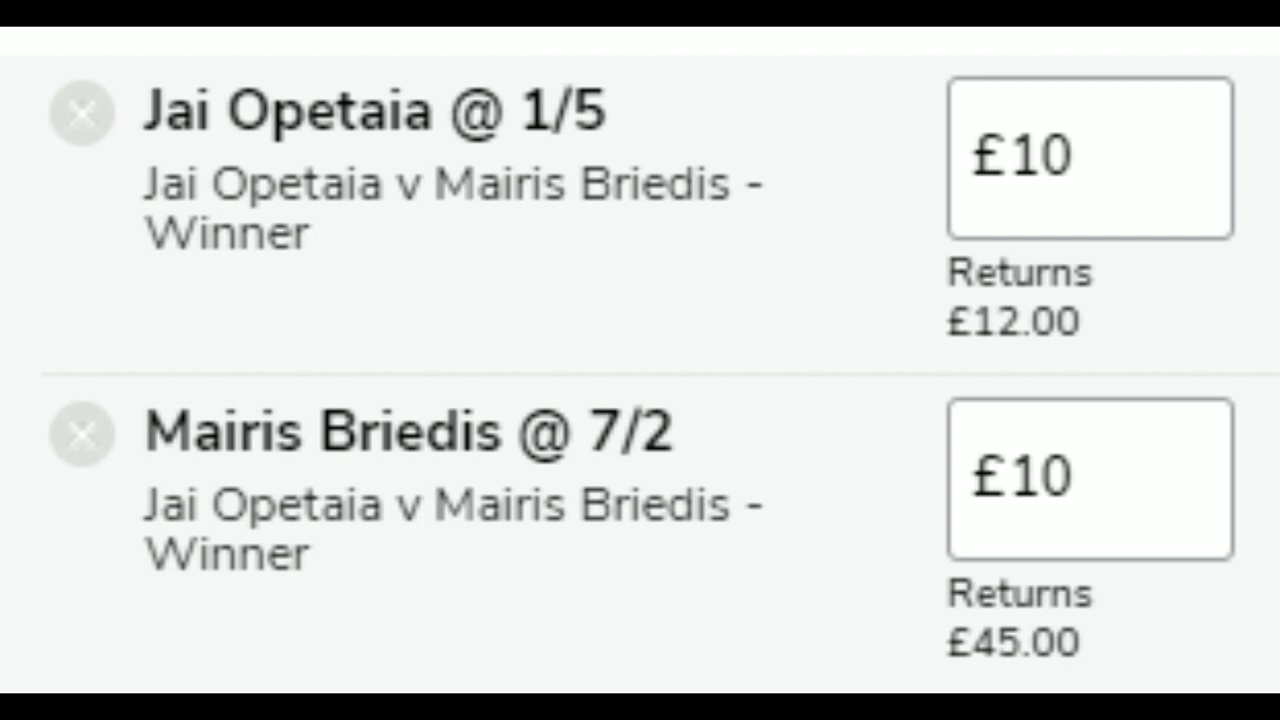 Jai Opetaia @ 1/5
£10
Jai Opetaia v Mairis Briedis -
Winner
Returns
£12.00
Mairis Briedis @ 7/2
£10
Jai Opetaia v Mairis Briedis -
Winner
Returns
£45.00